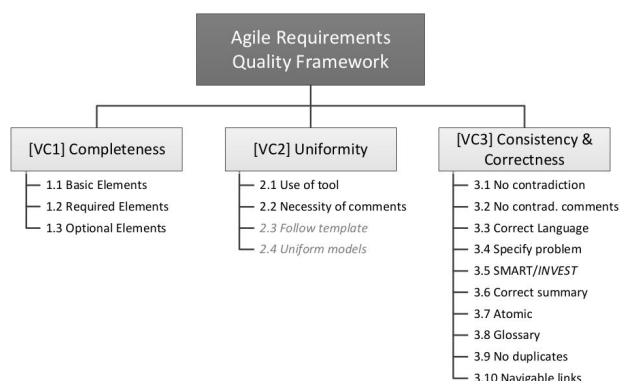 Agile Requirements
Quality Framework
[VC1] Completeness
1.1 Basic Elements
1.2 Required Elements
1.3 Optional Elements
[VC2] Uniformity
2.1 Use of tool
2.2 Necessity of comments
2.3 Follow template
2.4 Uniform models
[VC3] Consistency &
Correctness
3.1 No contradiction
3.2 No contrad. comments
3.3 Correct Language
3.4 Specify problem
3.5 SMART/INVEST
3.6 Correct summary
3.7 Atomic
3.8 Glossary
3.9 No duplicates
3.10 Navigable links